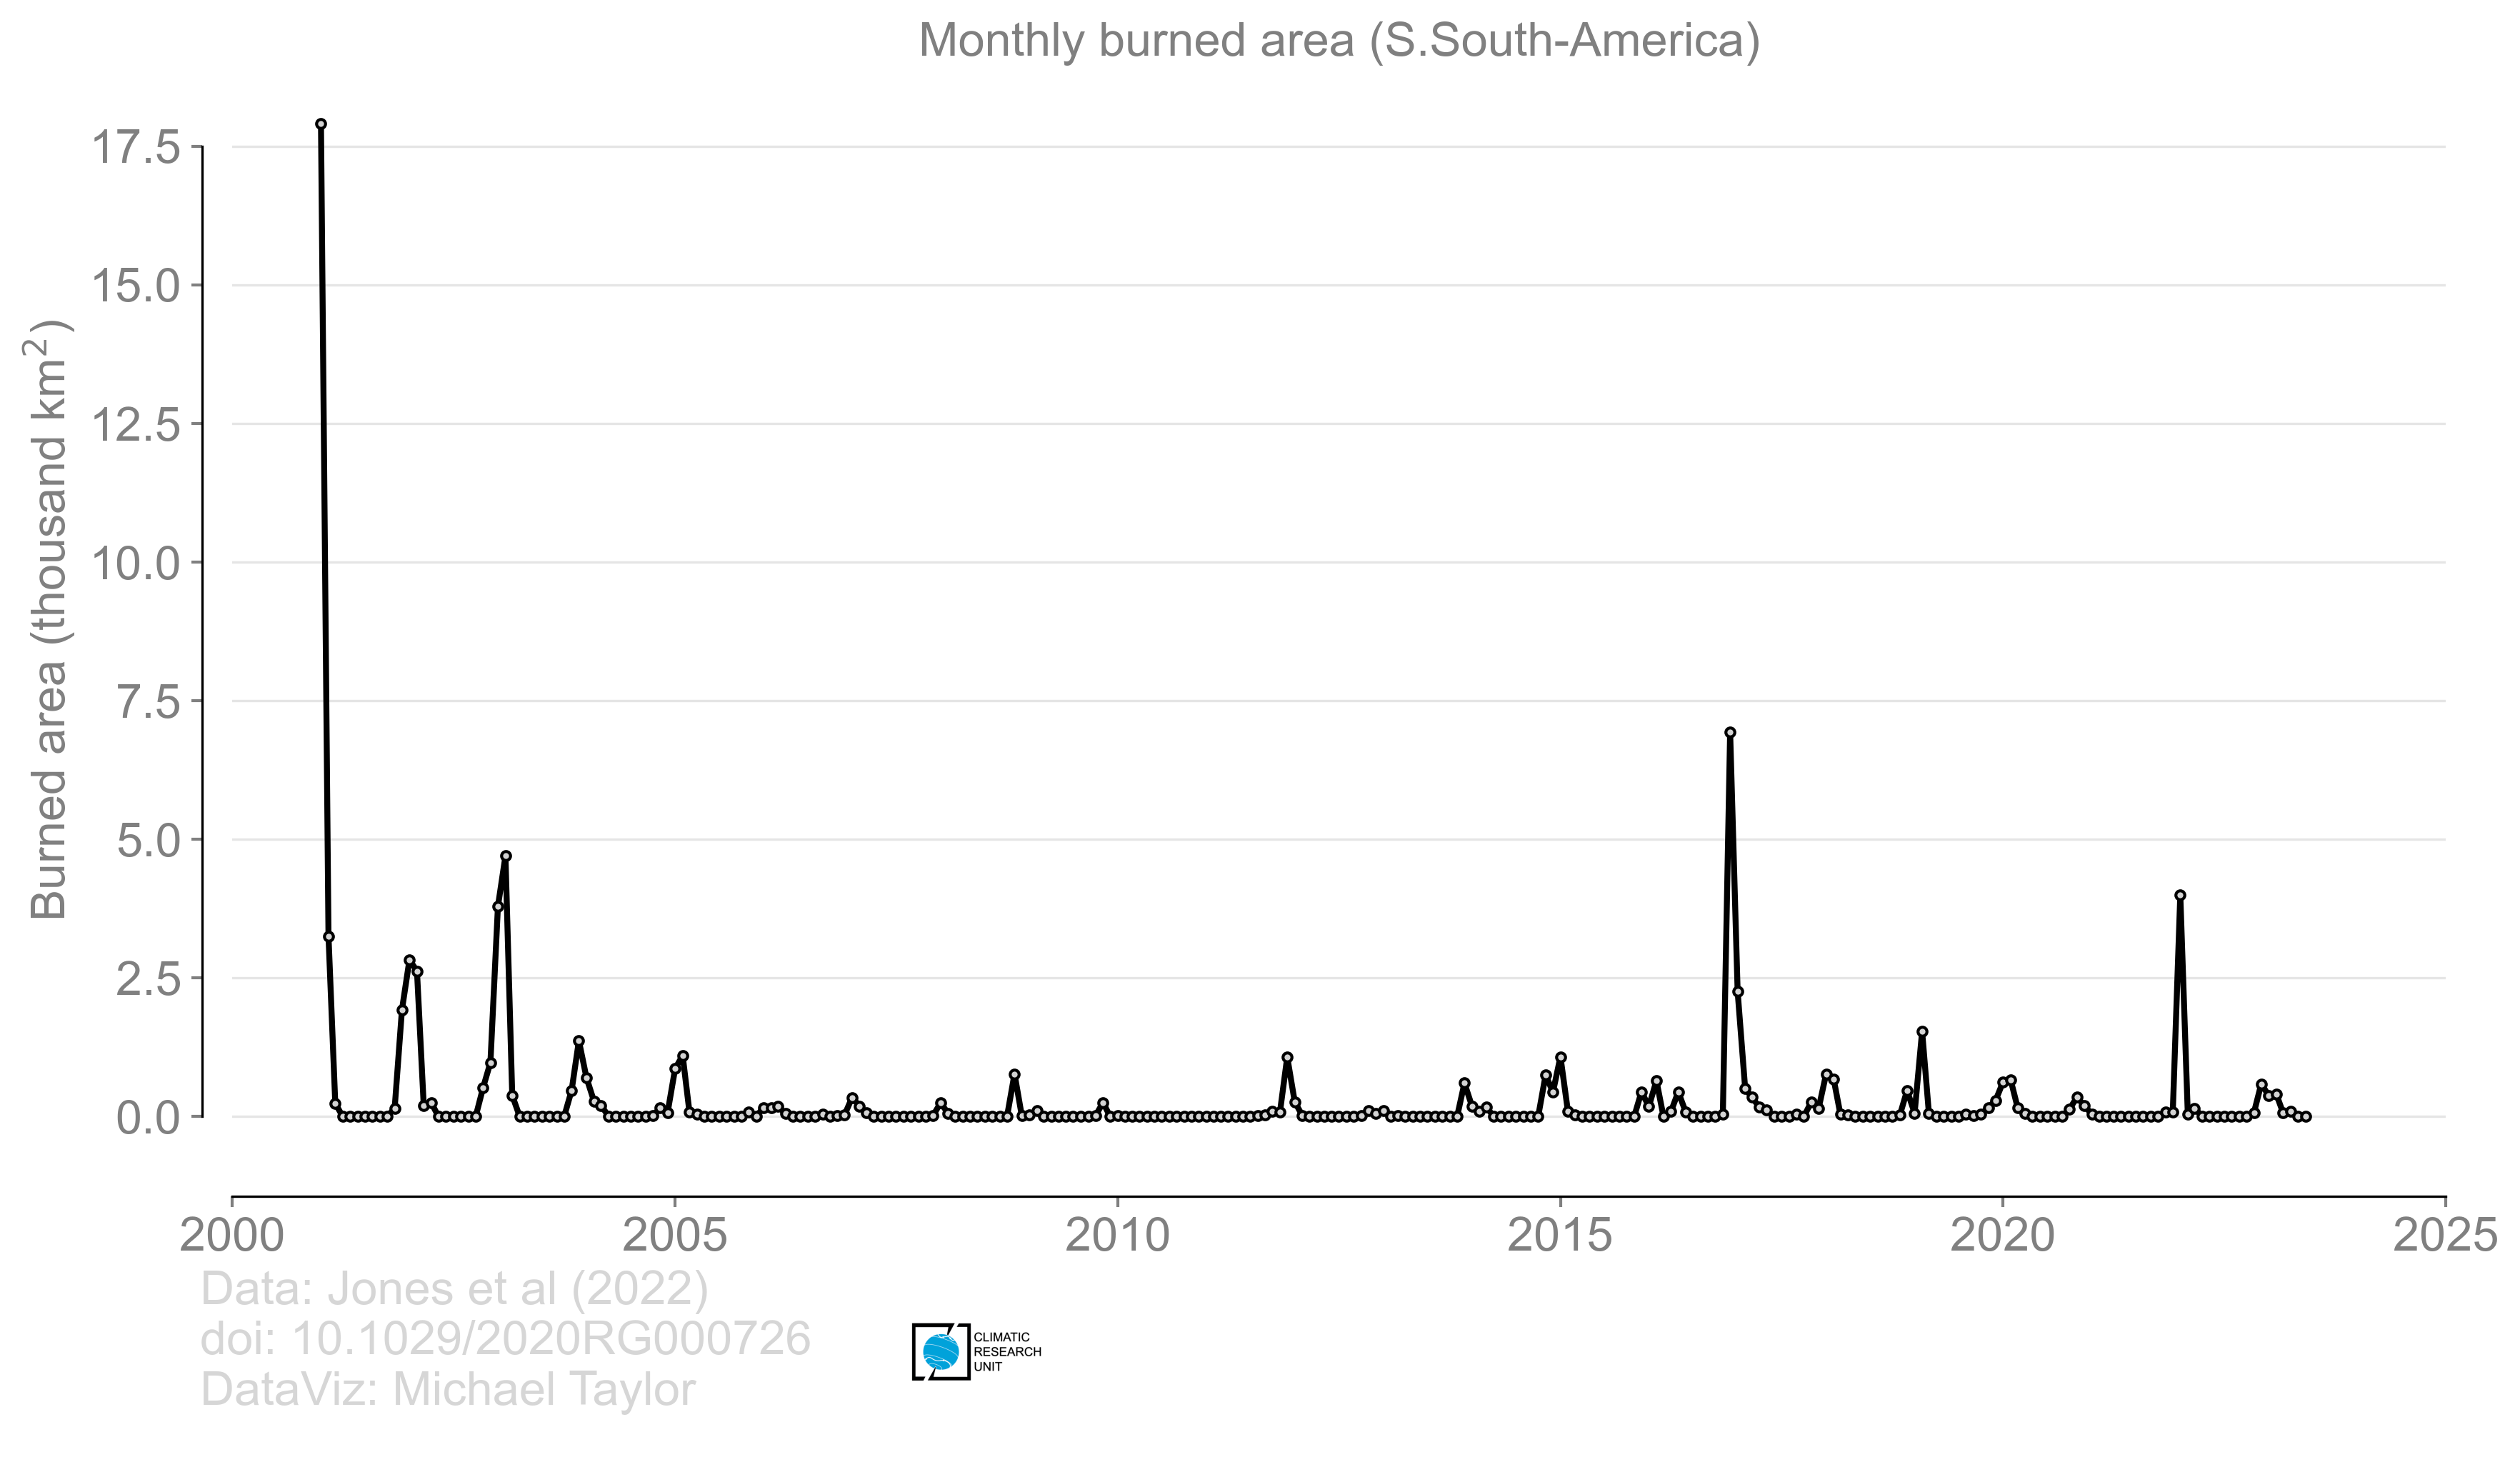 Monthly burned area (S.South-America)
Burned area (thousand km²)
17.5
15.0
12.5
10.0
7.5
5.0
2.5
0.0
2000 2005 2010 2015 2020 2025
Data: Jones et al (2022)
doi: 10.1029/2020RG000726
DataViz: Michael Taylor
CLIMATIC
RESEARCH
UNIT